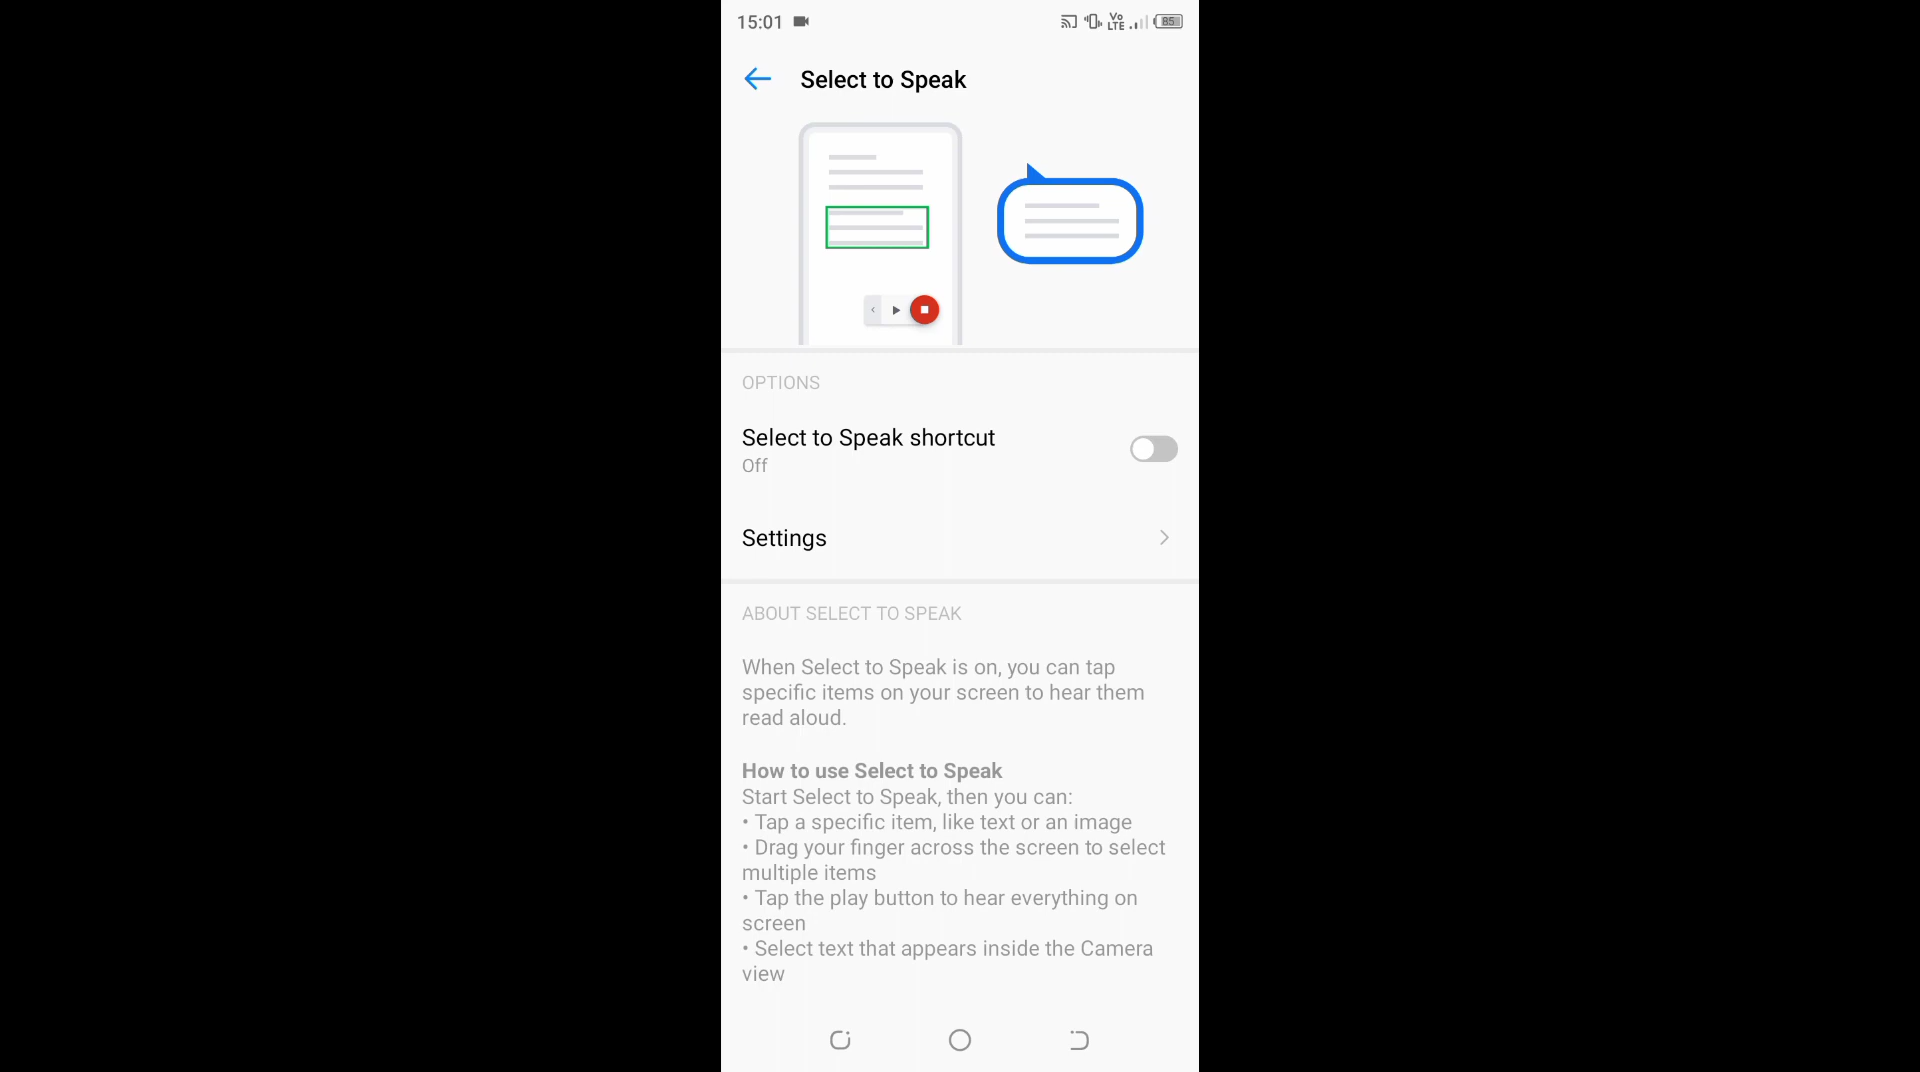 15:01
Vo
LTE
85
Select to Speak
OPTIONS
Select to Speak shortcut
Off
Settings
ABOUT SELECT TO SPEAK
When Select to Speak is on, you can tap
specific items on your screen to hear them
read aloud.
How to use Select to Speak
Start Select to Speak, then you can:
• Tap a specific item, like text or an image
• Drag your finger across the screen to select
multiple items
• Tap the play button to hear everything on
screen
• Select text that appears inside the Camera
view